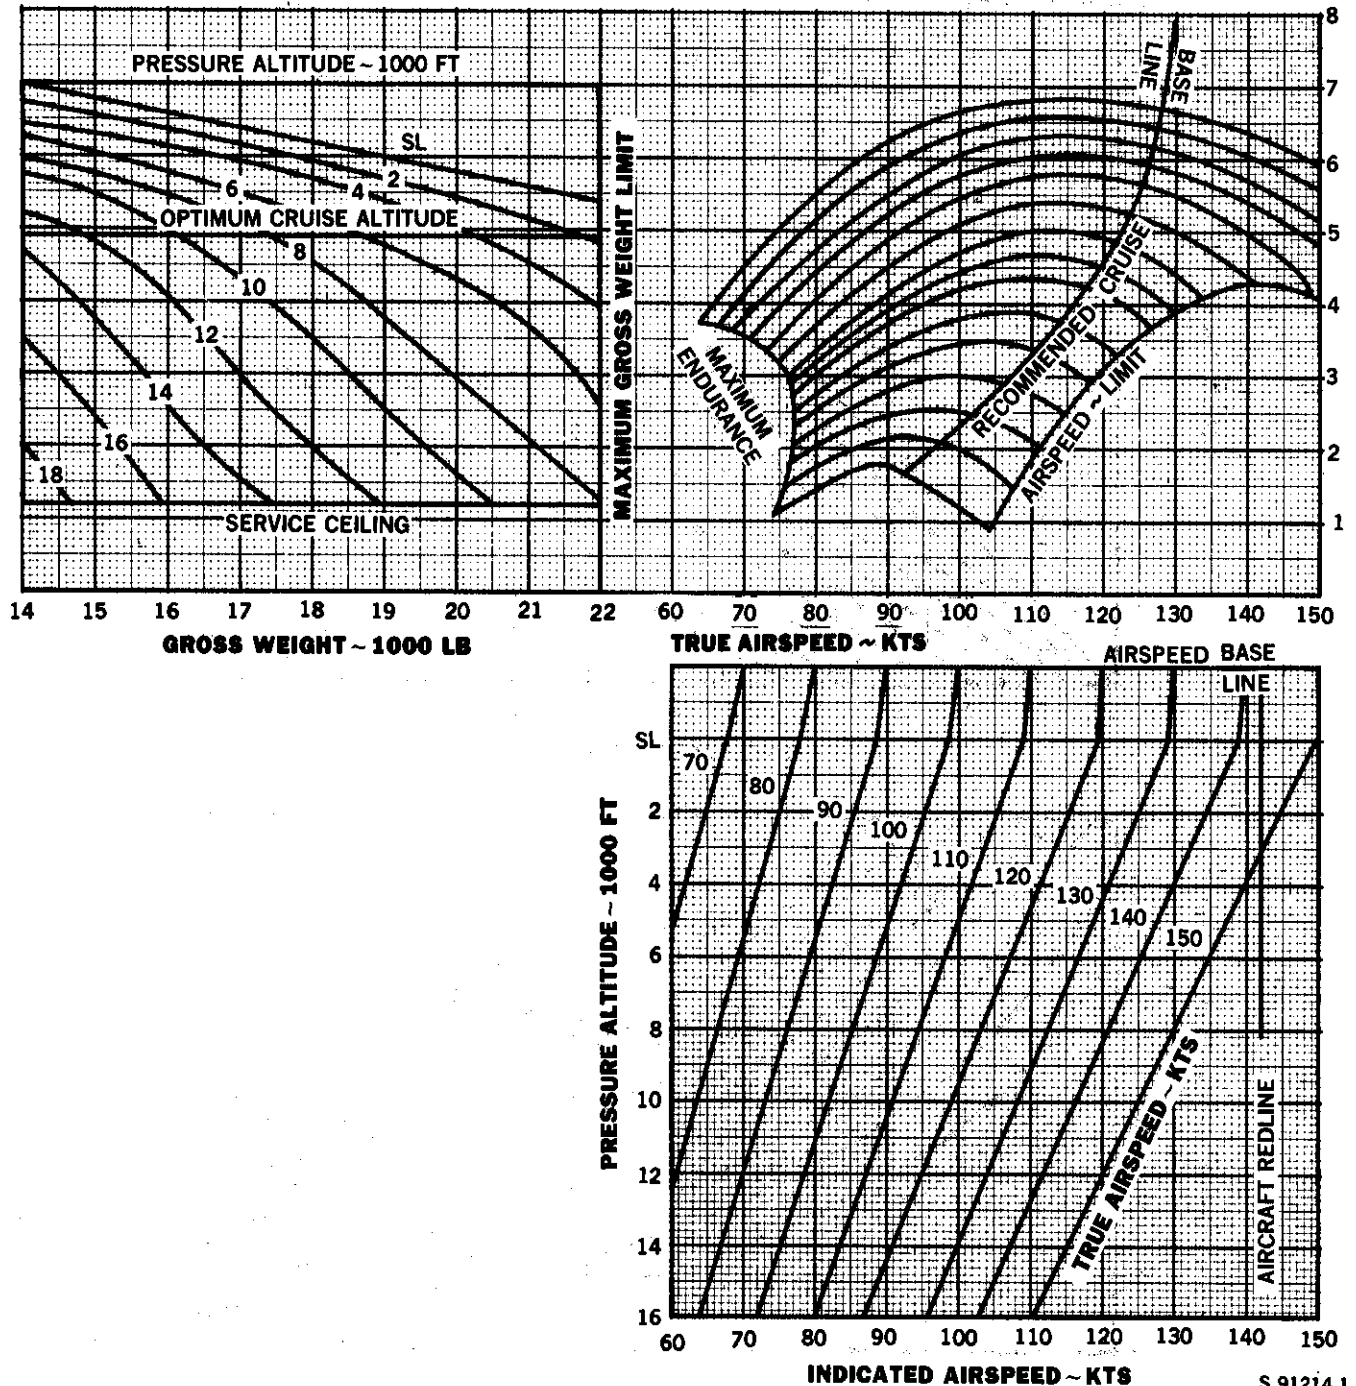 PRESSURE ALTITUDE ~ 1000 FT
SL
2
4
6
OPTIMUM CRUISE ALTITUDE
8
10
12
14
16
18
SERVICE CEILING
MAXIMUM GROSS WEIGHT LIMIT
14 15 16 17 18 19 20 21 22
GROSS WEIGHT ~ 1000 LB
BASE
LINE
MAXIMUM
ENDURANCE
RECOMMENDED CRUISE
AIRSPEED ~ LIMIT
8
7
6
5
4
3
2
1
60 70 80 90 100 110 120 130 140 150
TRUE AIRSPEED ~ KTS
AIRSPEED BASE
LINE
SL
2
4
6
8
10
12
14
16
PRESSURE ALTITUDE ~ 1000 FT
70
80
90
100
110
120
130
140
150
TRUE AIRSPEED ~ KTS
AIRCRAFT REDLINE
60 70 80 90 100 110 120 130 140 150
INDICATED AIRSPEED ~ KTS